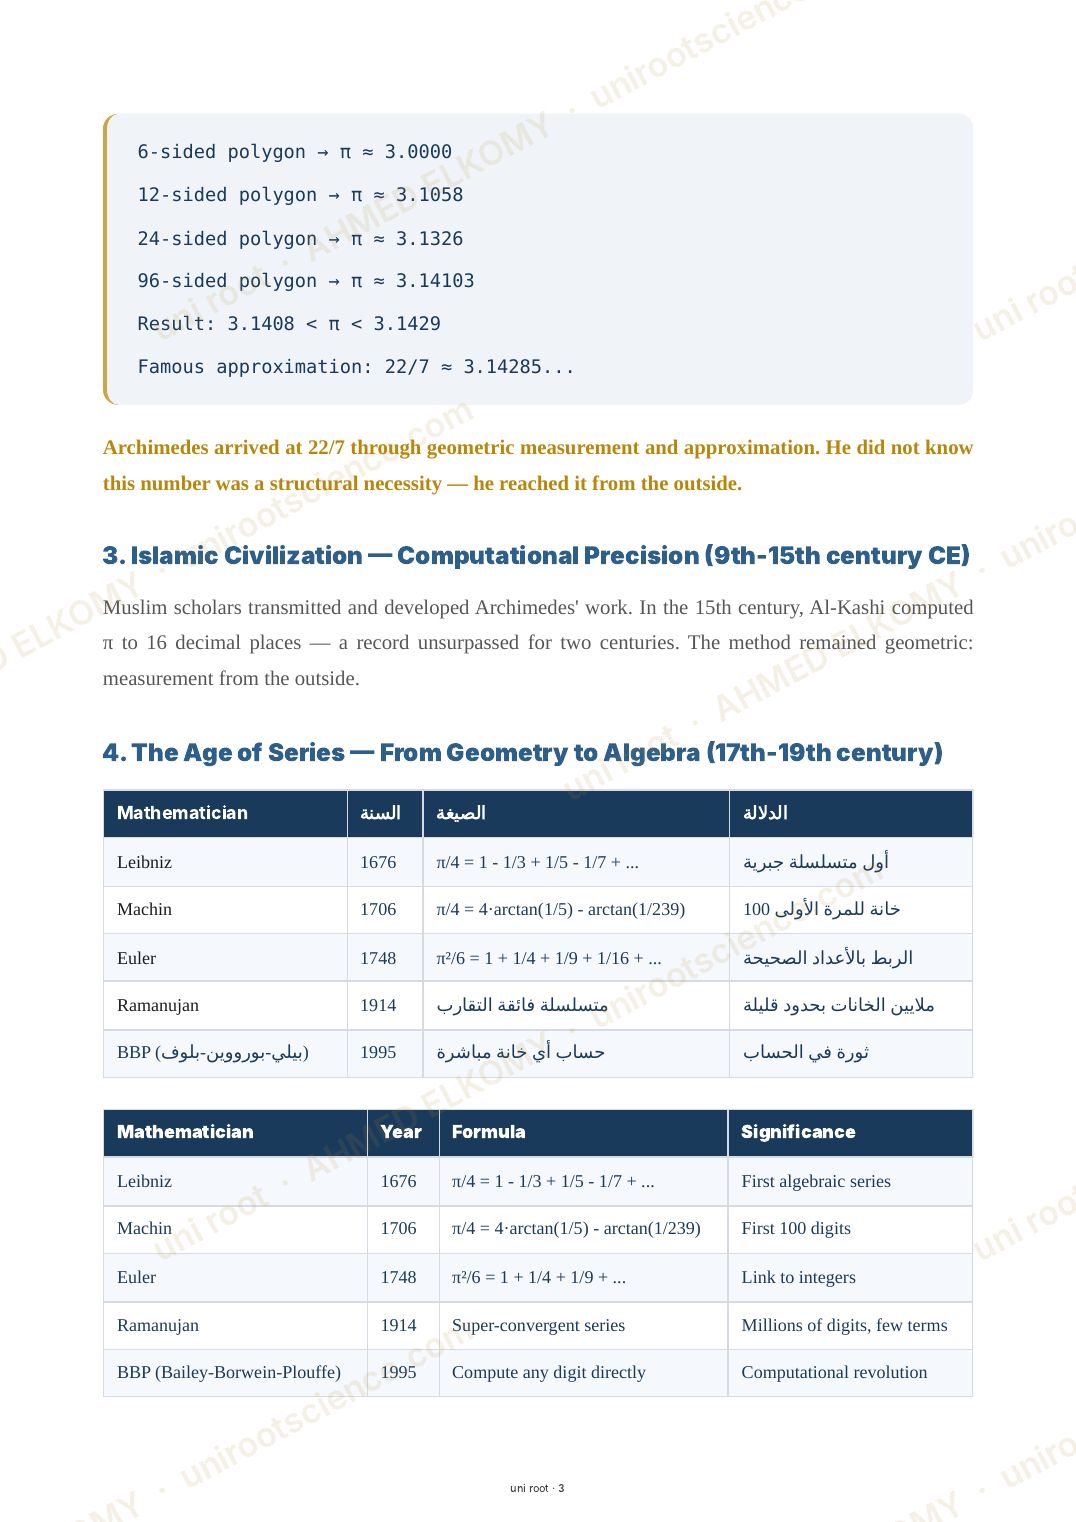 6-sided polygon → π ≈ 3.0000
12-sided polygon → π ≈ 3.1058
24-sided polygon → π ≈ 3.1326
96-sided polygon → π ≈ 3.14103
Result: 3.1408 < π < 3.1429
Famous approximation: 22/7 ≈ 3.14285...
Archimedes arrived at 22/7 through geometric measurement and approximation. He did not know
this number was a structural necessity — he reached it from the outside.
3. Islamic Civilization — Computational Precision (9th-15th century CE)
Muslim scholars transmitted and developed Archimedes' work. In the 15th century, Al-Kashi computed
π to 16 decimal places — a record unsurpassed for two centuries. The method remained geometric:
measurement from the outside.
4. The Age of Series — From Geometry to Algebra (17th-19th century)
Mathematician السنة الصيغة الدلالة
Leibniz 1676 π/4 = 1 - 1/3 + 1/5 - 1/7 + ... أول متسلسلة جبرية
Machin 1706 π/4 = 4·arctan(1/5) - arctan(1/239) 100 خانة للمرة الأولى
Euler 1748 π²/6 = 1 + 1/4 + 1/9 + 1/16 + ... الربط بالأعداد الصحيحة
Ramanujan 1914 متسلسلة فائقة التقارب ملايين الخانات بحدود قليلة
BBP (بيلي-بورووين-بلوف) 1995 حساب أي خانة مباشرة ثورة في الحساب
Mathematician Year Formula Significance
Leibniz 1676 π/4 = 1 - 1/3 + 1/5 - 1/7 + ... First algebraic series
Machin 1706 π/4 = 4·arctan(1/5) - arctan(1/239) First 100 digits
Euler 1748 π²/6 = 1 + 1/4 + 1/9 + ... Link to integers
Ramanujan 1914 Super-convergent series Millions of digits, few terms
BBP (Bailey-Borwein-Plouffe) 1995 Compute any digit directly Computational revolution
uni root · 3
uni root · AHMED ELKOMY · unirootscience.com